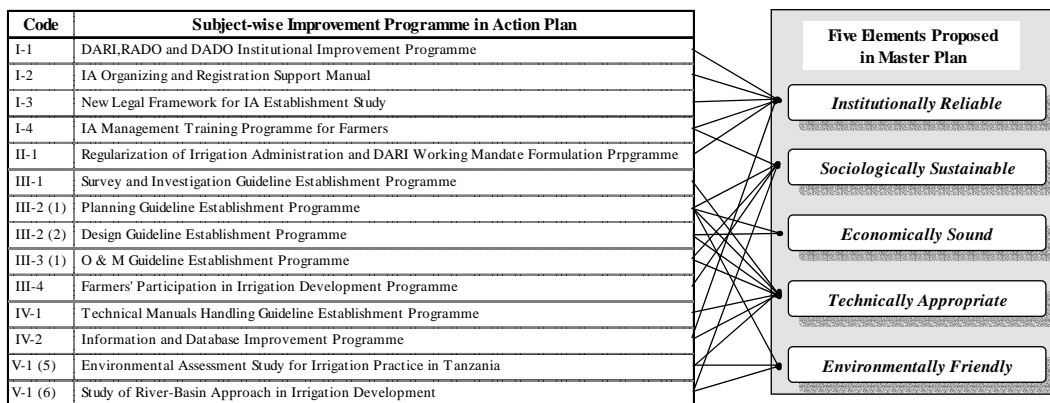 Code Subject-wise Improvement Programme in Action Plan
I-1 DARI,RADO and DADO Institutional Improvement Programme
I-2 IA Organizing and Registration Support Manual
I-3 New Legal Framework for IA Establishment Study
I-4 IA Management Training Programme for Farmers
II-1 Regularization of Irrigation Administration and DARI Working Mandate Formulation Prpgramme
III-1 Survey and Investigation Guideline Establishment Programme
III-2 (1) Planning Guideline Establishment Programme
III-2 (2) Design Guideline Establishment Programme
III-3 (1) O & M Guideline Establishment Programme
III-4 Farmers' Participation in Irrigation Development Programme
IV-1 Technical Manuals Handling Guideline Establishment Programme
IV-2 Information and Database Improvement Programme
V-1 (5) Environmental Assessment Study for Irrigation Practice in Tanzania
V-1 (6) Study of River-Basin Approach in Irrigation Development
Five Elements Proposed
in Master Plan
Institutionally Reliable
Sociologically Sustainable
Economically Sound
Technically Appropriate
Environmentally Friendly